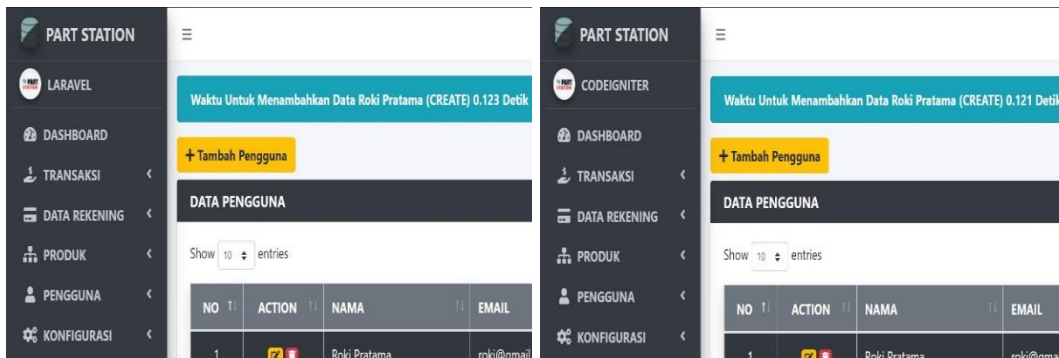 PART STATION
LARAVEL
DASHBOARD
TRANSAKSI
DATA REKENING
PRODUK
PENGGUNA
KONFIGURASI
Waktu Untuk Menambahkan Data Roki Pratama (CREATE) 0.123 Detik
+ Tambah Pengguna
DATA PENGGUNA
Show 10 entries
NO ACTION NAMA EMAIL
1 Roki Pratama roki@gmail
PART STATION
CODEIGNITER
DASHBOARD
TRANSAKSI
DATA REKENING
PRODUK
PENGGUNA
KONFIGURASI
Waktu Untuk Menambahkan Data Roki Pratama (CREATE) 0.121 Detik
+ Tambah Pengguna
DATA PENGGUNA
Show 10 entries
NO ACTION NAMA EMAIL
1 Roki Pratama